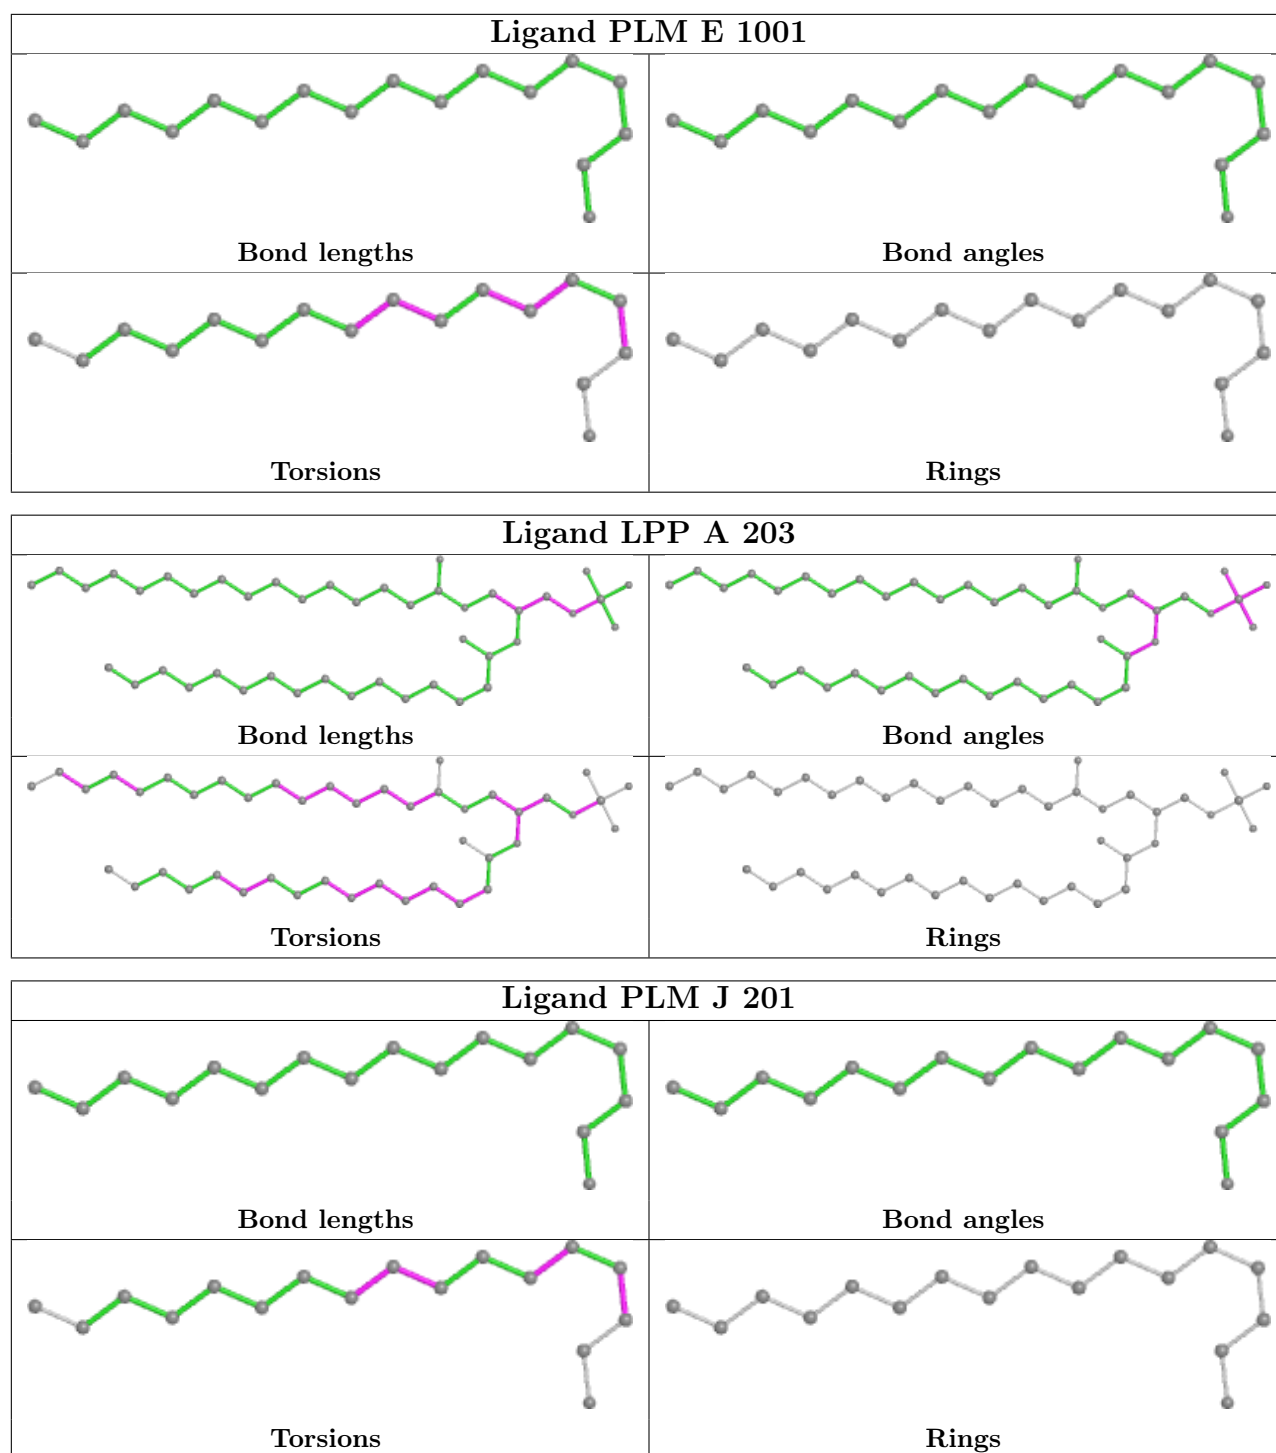 Ligand PLM E 1001
Bond lengths
Bond angles
Torsions
Rings
Ligand LPP A 203
Bond lengths
Bond angles
Torsions
Rings
Ligand PLM J 201
Bond lengths
Bond angles
Torsions
Rings